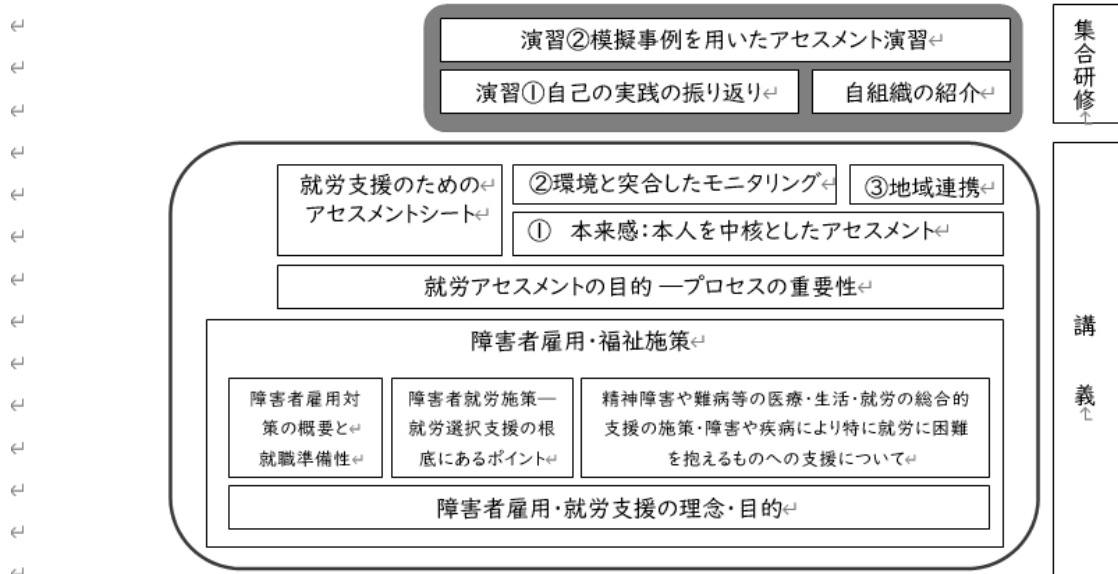 演習②模擬事例を用いたアセスメント演習
演習①自己の実践の振り返り
自組織の紹介
集合研修
就労支援のための
アセスメントシート
②環境と突合したモニタリング
③地域連携
① 本来感:本人を中核としたアセスメント
就労アセスメントの目的 ―プロセスの重要性
障害者雇用・福祉施策
障害者雇用対
策の概要と
就職準備性
障害者就労施策―
就労選択支援の根
底にあるポイント
精神障害や難病等の医療・生活・就労の総合的
支援の施策・障害や疾病により特に就労に困難
を抱えるものへの支援について
障害者雇用・就労支援の理念・目的
講義